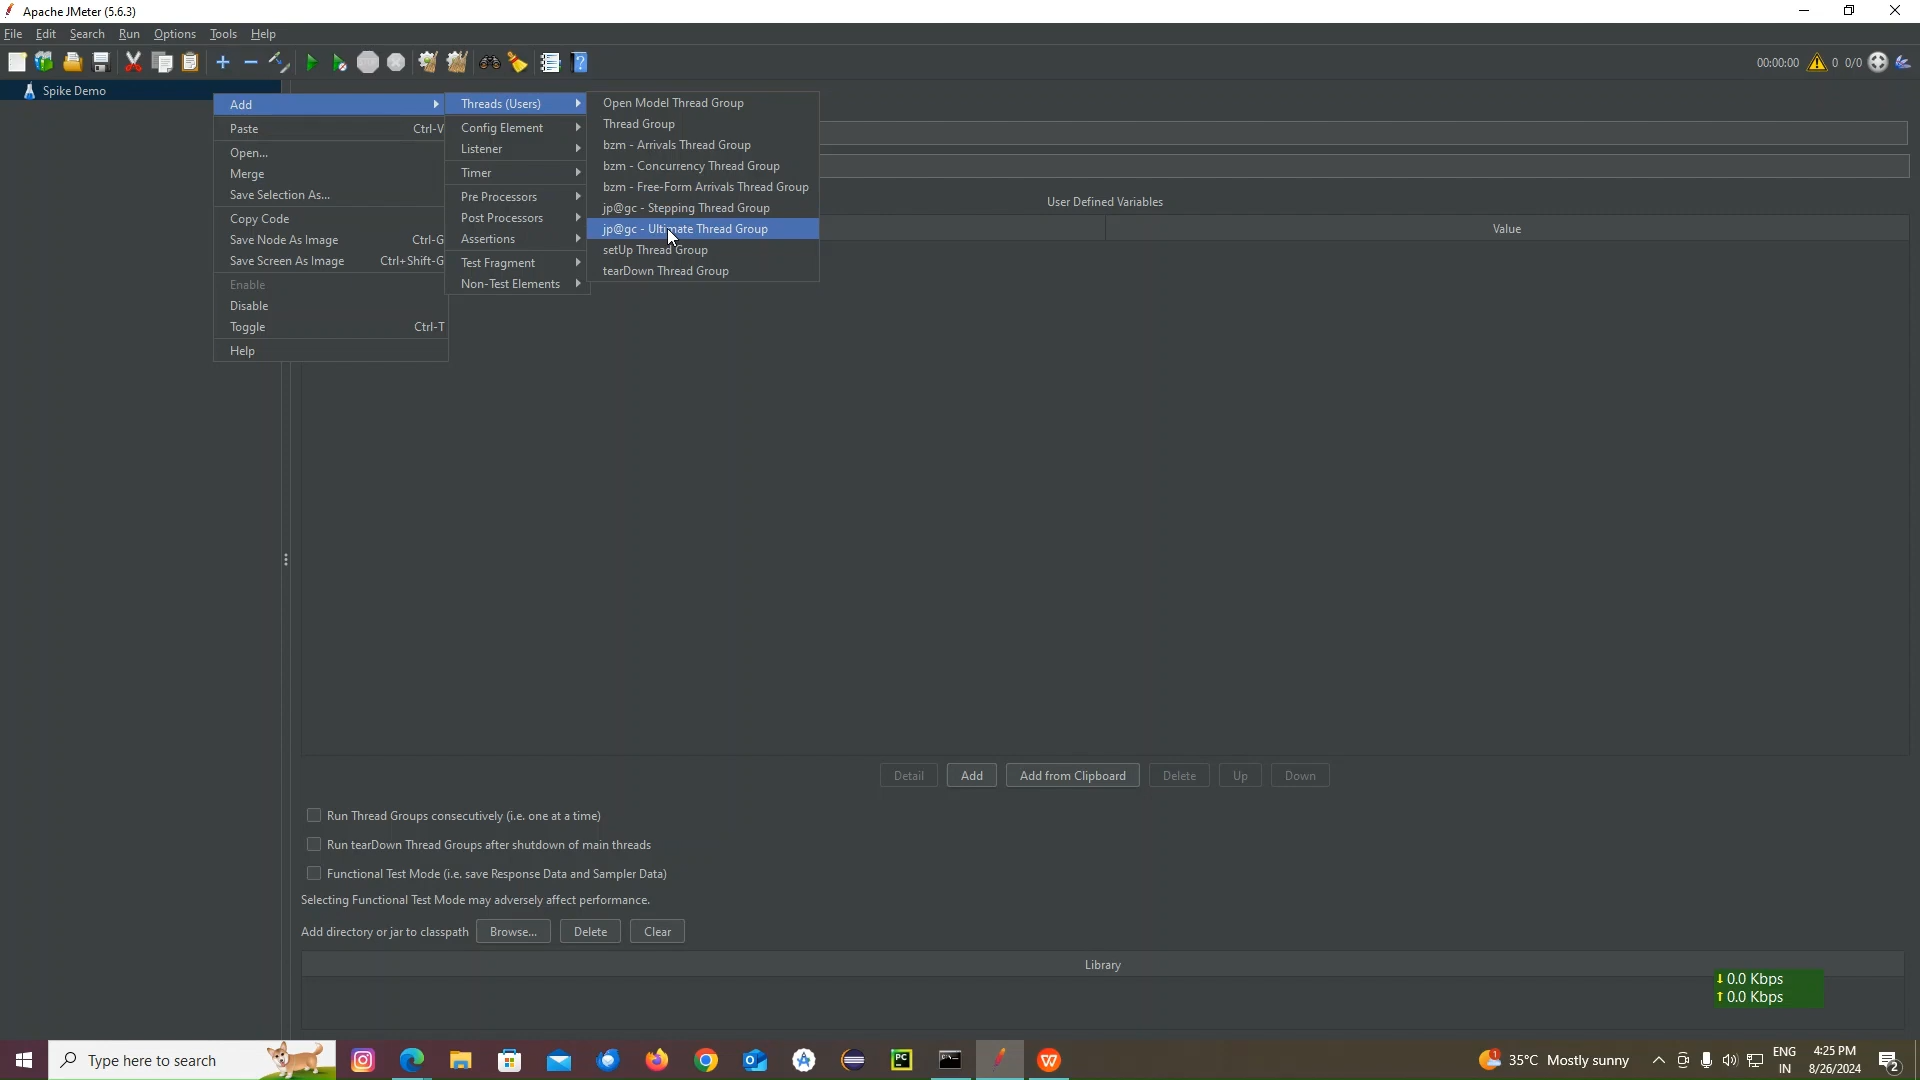 Apache JMeter (5.6.3)
File Edit Search Run Options Tools Help
00:00:00 0 0/0
Spike Demo
Add
Paste Ctrl-V
Open...
Merge
Save Selection As...
Copy Code
Save Node As Image Ctrl-G
Save Screen As Image Ctrl+Shift-G
Enable
Disable
Toggle Ctrl-T
Help
Threads (Users)
Config Element
Listener
Timer
Pre Processors
Post Processors
Assertions
Test Fragment
Non-Test Elements
Open Model Thread Group
Thread Group
bzm - Arrivals Thread Group
bzm - Concurrency Thread Group
bzm - Free-Form Arrivals Thread Group
jp@gc - Stepping Thread Group
jp@gc - Ultimate Thread Group
setUp Thread Group
tearDown Thread Group
User Defined Variables
Value
Detail Add Add from Clipboard Delete Up Down
Run Thread Groups consecutively (i.e. one at a time)
Run tearDown Thread Groups after shutdown of main threads
Functional Test Mode (i.e. save Response Data and Sampler Data)
Selecting Functional Test Mode may adversely affect performance.
Add directory or jar to classpath Browse... Delete Clear
Library
↓ 0.0 Kbps
↑ 0.0 Kbps
Type here to search
35°C Mostly sunny
ENG
IN
4:25 PM
8/26/2024
2